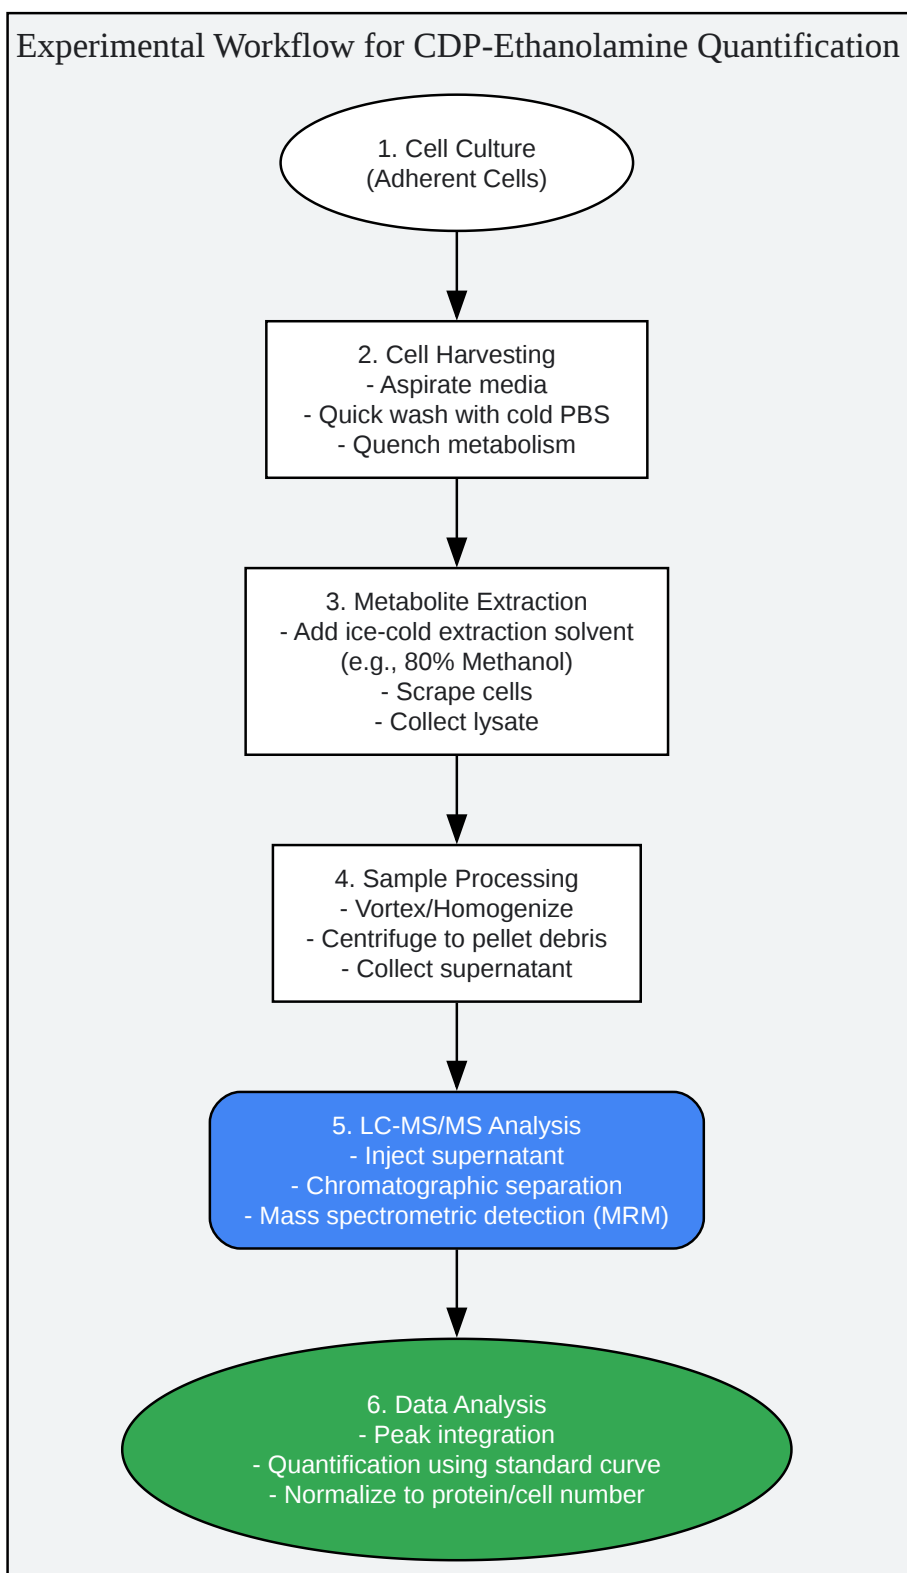 Experimental Workflow for CDP-Ethanolamine Quantification
1. Cell Culture
(Adherent Cells)
2. Cell Harvesting
- Aspirate media
- Quick wash with cold PBS
- Quench metabolism
3. Metabolite Extraction
- Add ice-cold extraction solvent
(e.g., 80% Methanol)
- Scrape cells
- Collect lysate
4. Sample Processing
- Vortex/Homogenize
- Centrifuge to pellet debris
- Collect supernatant
5. LC-MS/MS Analysis
- Inject supernatant
- Chromatographic separation
- Mass spectrometric detection (MRM)
6. Data Analysis
- Peak integration
- Quantification using standard curve
- Normalize to protein/cell number